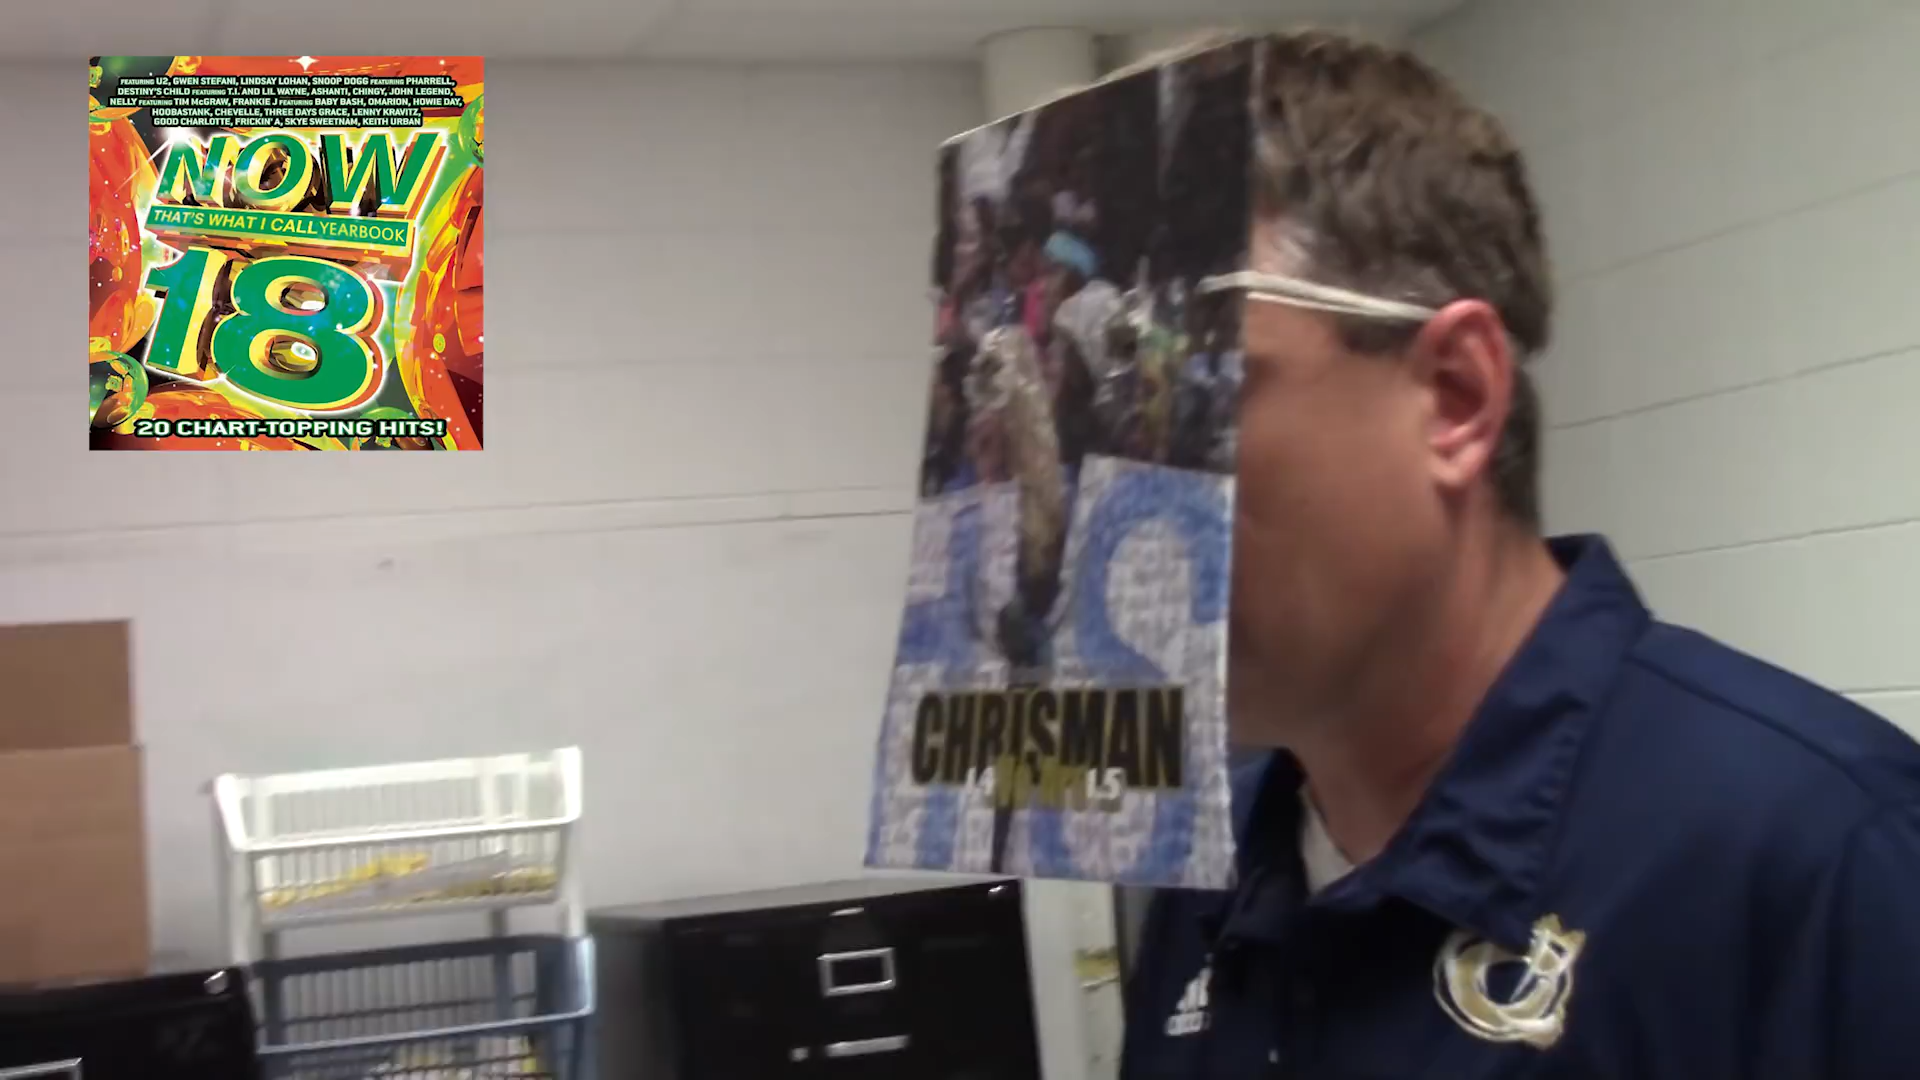 FEATURING U2, GWEN STEFANI, LINDSAY LOHAN, SNOOP DOGG FEATURING PHARRELL,
DESTINY'S CHILD FEATURING T.I. AND LIL WAYNE, ASHANTI, CHINGY, JOHN LEGEND,
NELLY FEATURING TIM McGRAW, FRANKIE J FEATURING BABY BASH, OMARION, HOWIE DAY,
HOOBASTANK, CHEVELLE, THREE DAYS GRACE, LENNY KRAVITZ,
GOOD CHARLOTTE, FRICKIN' A, SKYE SWEETNAM, KEITH URBAN
NOW
THAT'S WHAT I CALL YEARBOOK
18
20 CHART-TOPPING HITS!
CHRISMAN
14 15